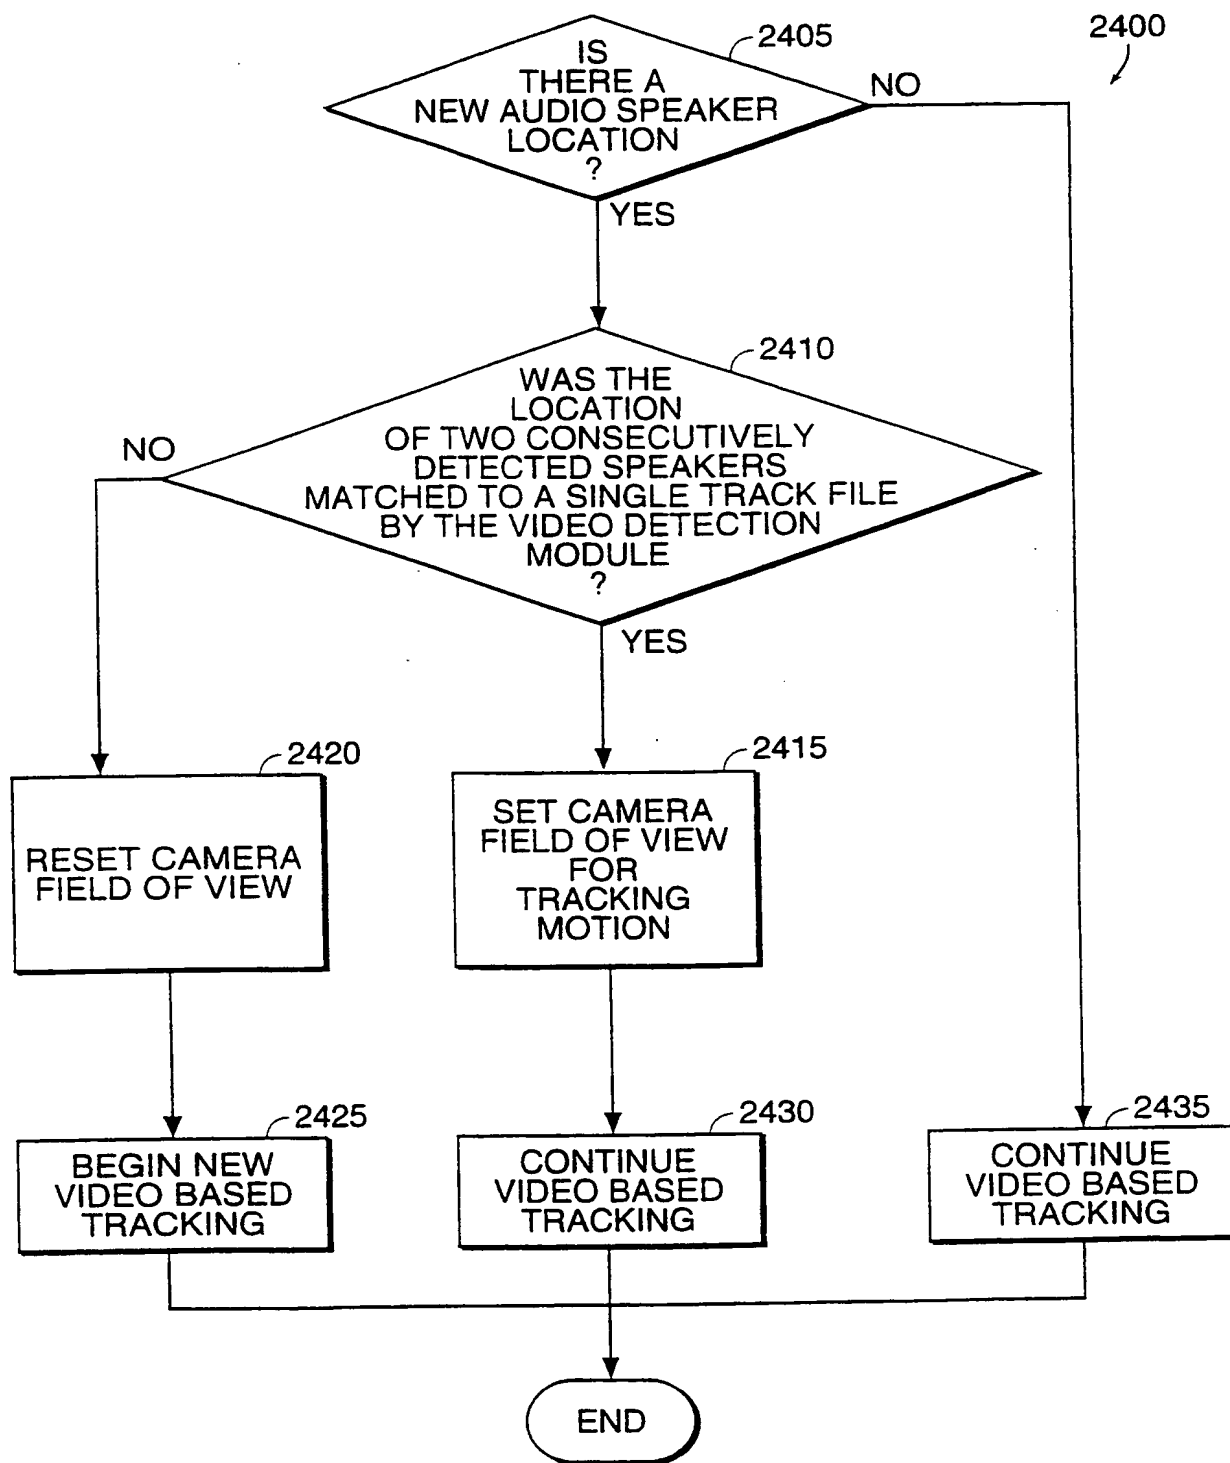 2400
2405
IS
THERE A
NEW AUDIO SPEAKER
LOCATION
?
NO
YES
2410
WAS THE
LOCATION
OF TWO CONSECUTIVELY
DETECTED SPEAKERS
MATCHED TO A SINGLE TRACK FILE
BY THE VIDEO DETECTION
MODULE
?
NO
YES
2420
RESET CAMERA
FIELD OF VIEW
2415
SET CAMERA
FIELD OF VIEW
FOR
TRACKING
MOTION
2425
BEGIN NEW
VIDEO BASED
TRACKING
2430
CONTINUE
VIDEO BASED
TRACKING
2435
CONTINUE
VIDEO BASED
TRACKING
END